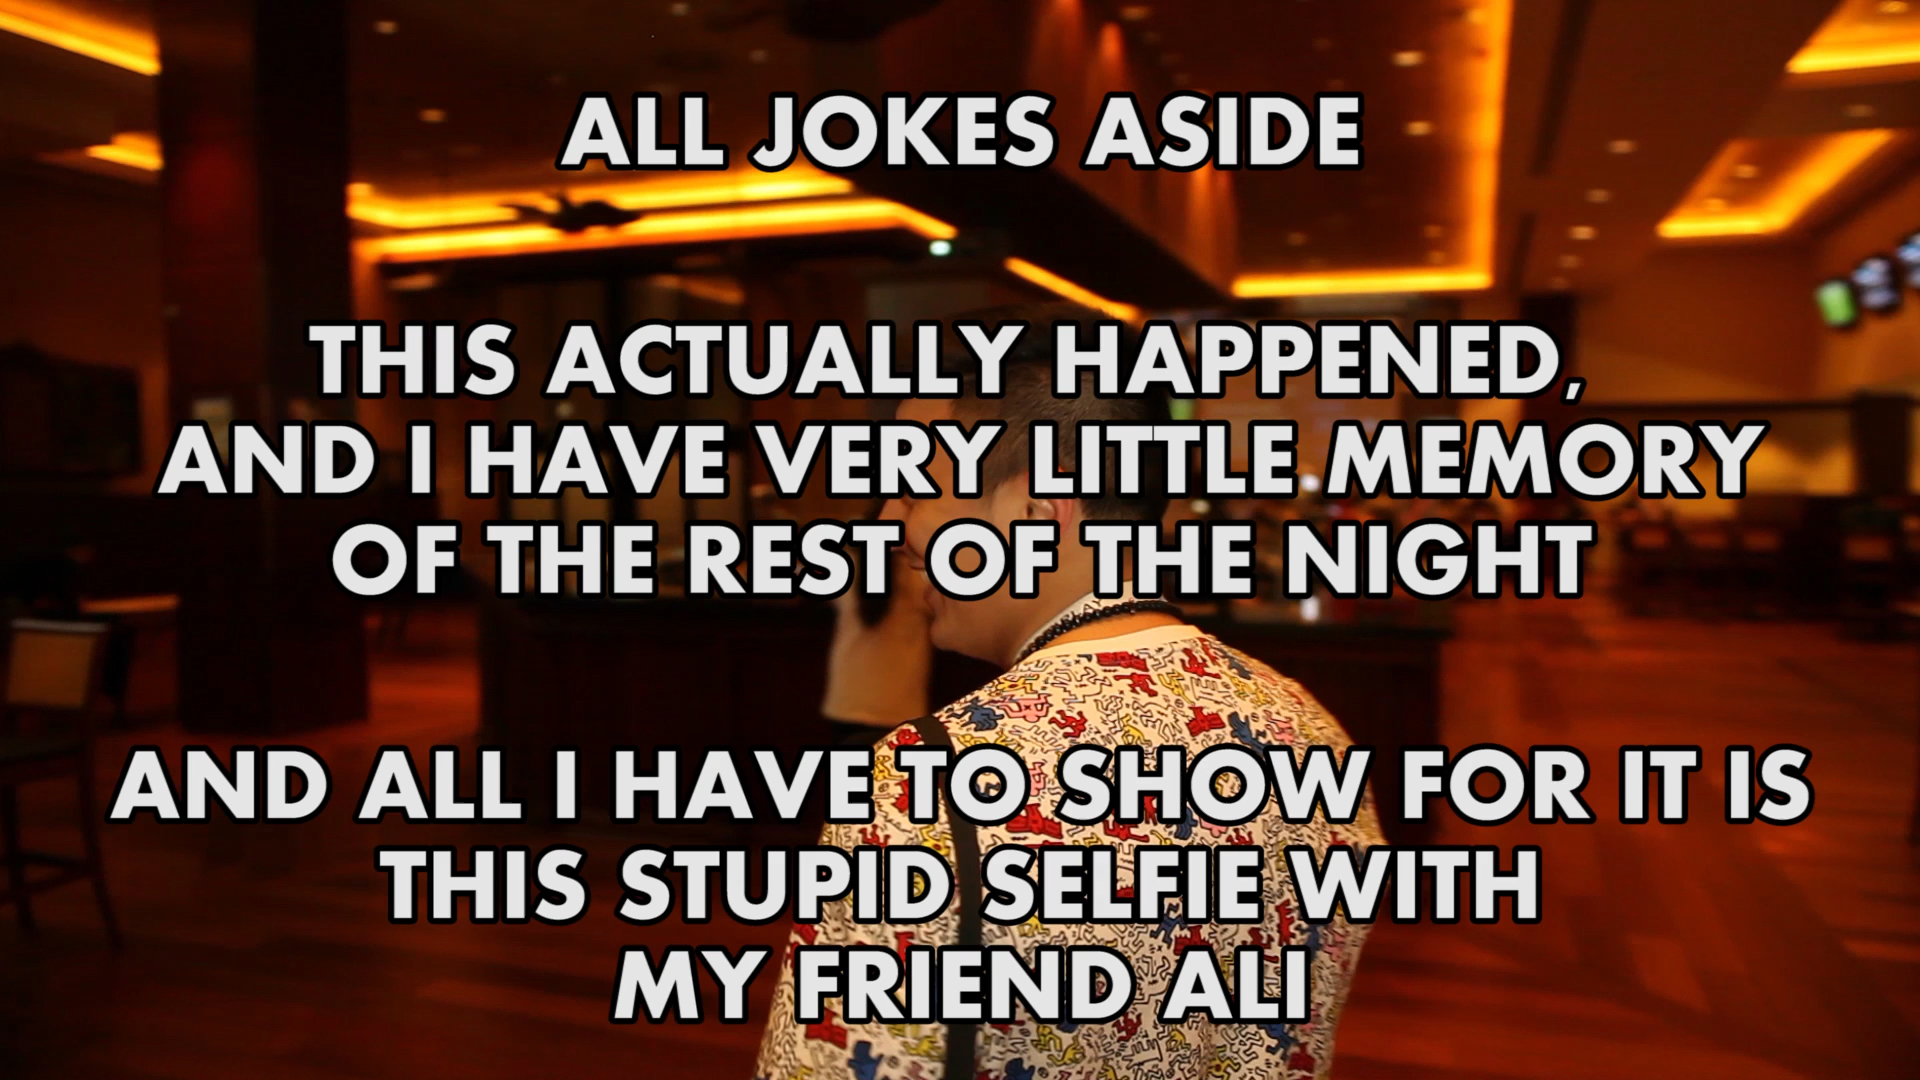 ALL JOKES ASIDE
THIS ACTUALLY HAPPENED,
AND I HAVE VERY LITTLE MEMORY
OF THE REST OF THE NIGHT
AND ALL I HAVE TO SHOW FOR IT IS
THIS STUPID SELFIE WITH
MY FRIEND ALI